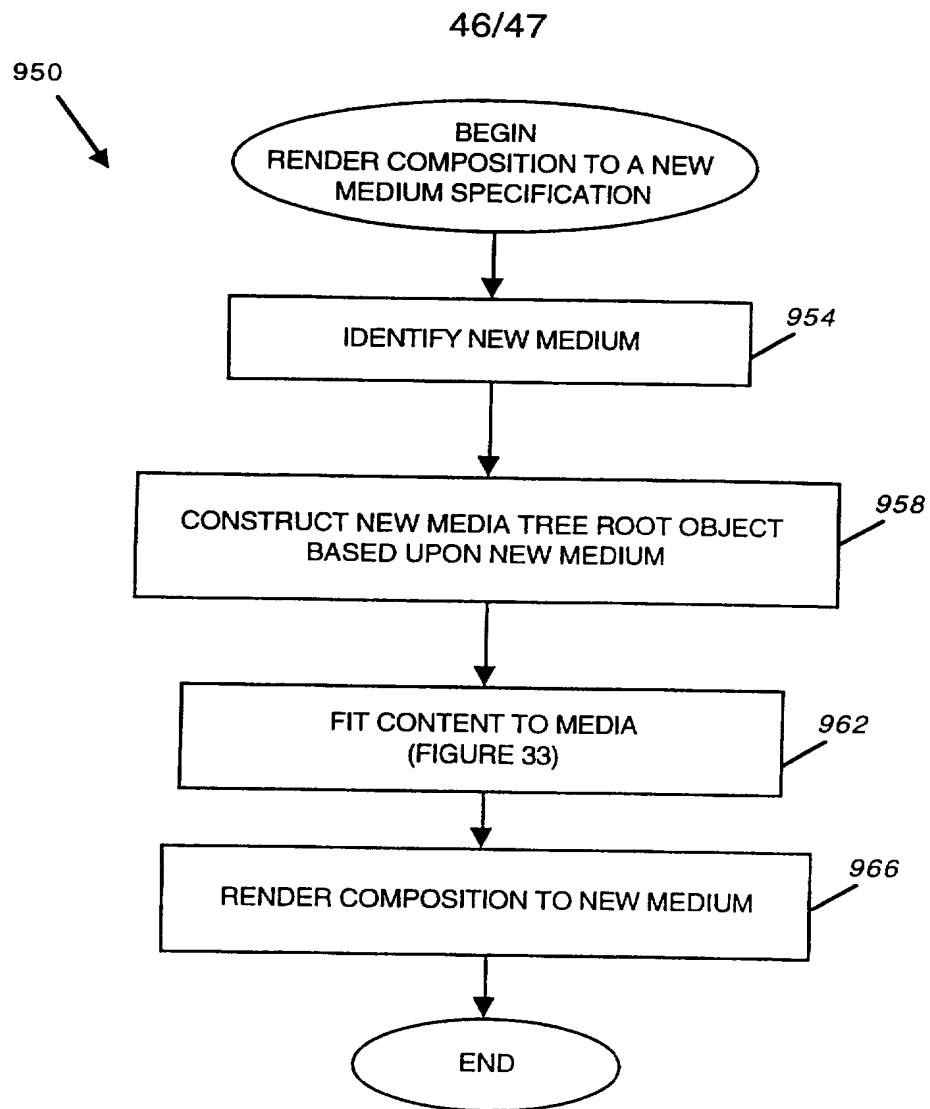 46/47
950
BEGIN
RENDER COMPOSITION TO A NEW
MEDIUM SPECIFICATION
IDENTIFY NEW MEDIUM
954
CONSTRUCT NEW MEDIA TREE ROOT OBJECT
BASED UPON NEW MEDIUM
958
FIT CONTENT TO MEDIA
(FIGURE 33)
962
RENDER COMPOSITION TO NEW MEDIUM
966
END